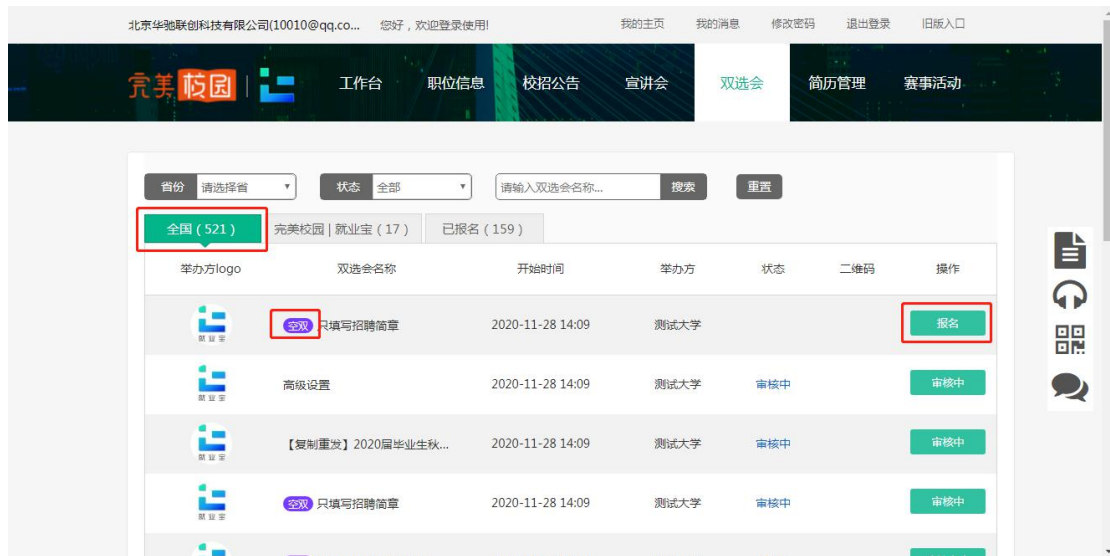 北京华驰联创科技有限公司(10010@qq.co... 您好，欢迎登录使用! 我的主页 我的消息 修改密码 退出登录 旧版入口
完美校园 工作台 职位信息 校招公告 宣讲会 双选会 简历管理 赛事活动
省份 请选择省 状态 全部 请输入双选会名称... 搜索 重置
全国 ( 521 ) 完美校园 | 就业宝 ( 17 ) 已报名 ( 159 )
举办方logo 双选会名称 开始时间 举办方 状态 二维码 操作
就业宝 空双 只填写招聘简章 2020-11-28 14:09 测试大学 报名
就业宝 高级设置 2020-11-28 14:09 测试大学 审核中 审核中
就业宝 【复制重发】2020届毕业生秋... 2020-11-28 14:09 测试大学 审核中 审核中
就业宝 空双 只填写招聘简章 2020-11-28 14:09 测试大学 审核中 审核中